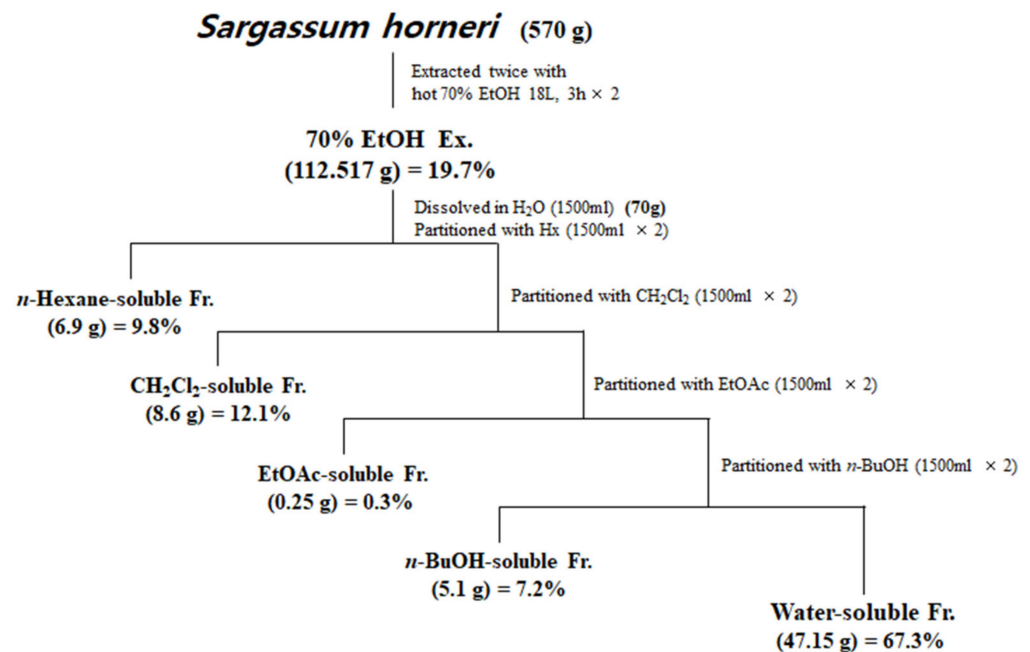 Sargassum horneri (570 g)
Extracted twice with
hot 70% EtOH 18L, 3h × 2
70% EtOH Ex.
(112.517 g) = 19.7%
Dissolved in H₂O (1500ml) (70g)
Partitioned with Hx (1500ml × 2)
n-Hexane-soluble Fr.
(6.9 g) = 9.8%
Partitioned with CH₂Cl₂ (1500ml × 2)
CH₂Cl₂-soluble Fr.
(8.6 g) = 12.1%
Partitioned with EtOAc (1500ml × 2)
EtOAc-soluble Fr.
(0.25 g) = 0.3%
Partitioned with n-BuOH (1500ml × 2)
n-BuOH-soluble Fr.
(5.1 g) = 7.2%
Water-soluble Fr.
(47.15 g) = 67.3%